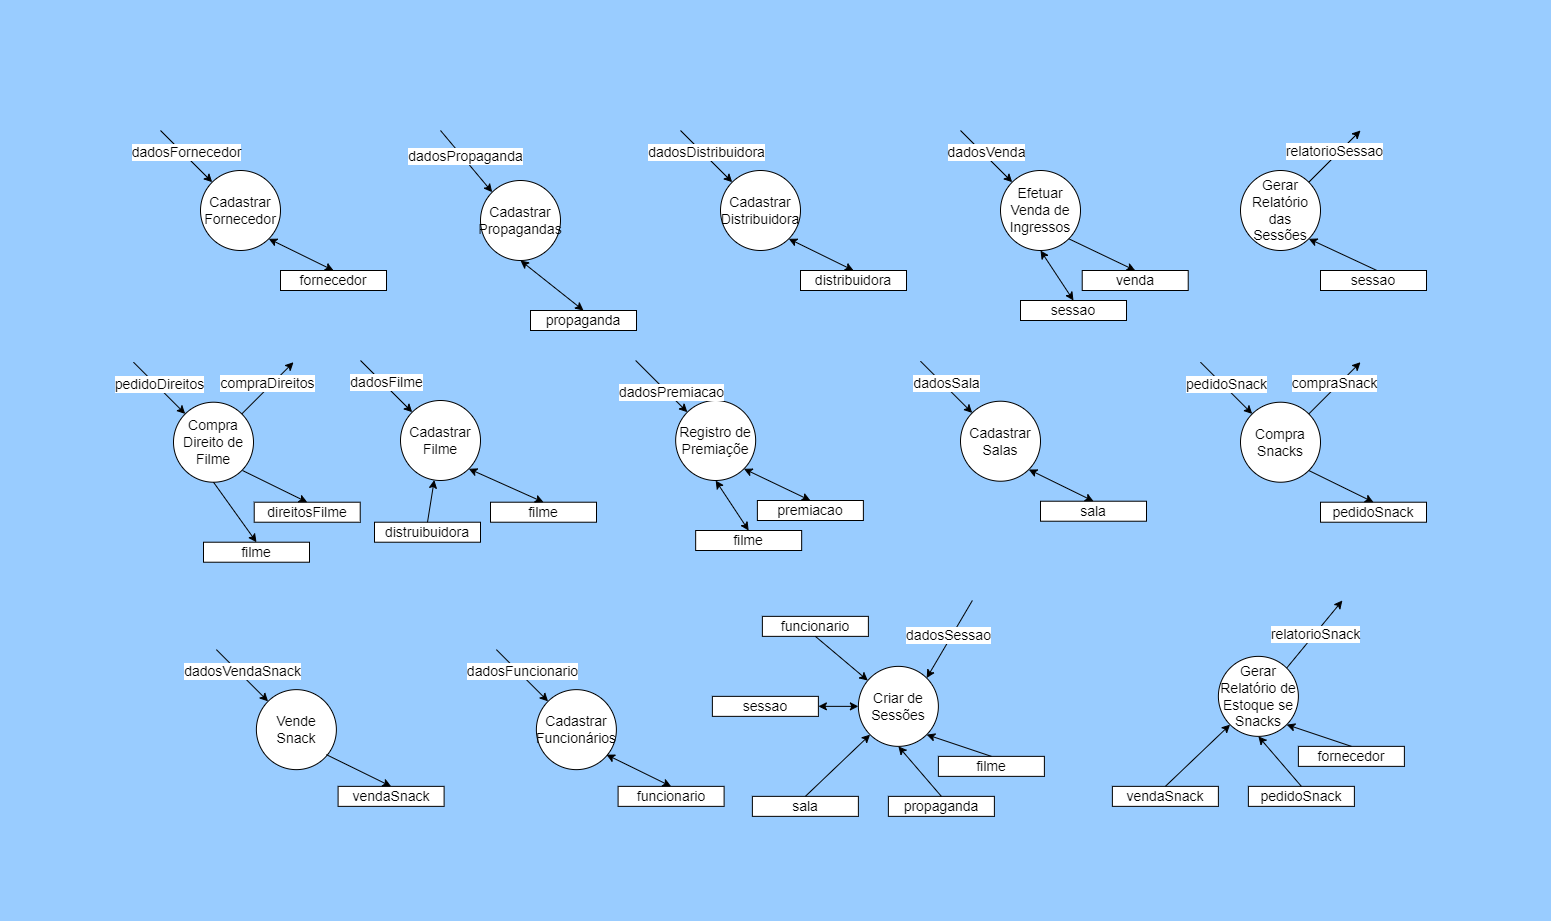 dadosFornecedor
Cadastrar
Fornecedor
fornecedor
dadosPropaganda
Cadastrar
Propagandas
propaganda
dadosDistribuidora
Cadastrar
Distribuidora
distribuidora
dadosVenda
Efetuar
Venda de
Ingressos
venda
sessao
relatorioSessao
Gerar
Relatório
das
Sessões
sessao
pedidoDireitos
compraDireitos
Compra
Direito de
Filme
direitosFilme
filme
dadosFilme
Cadastrar
Filme
filme
distruibuidora
dadosPremiacao
Registro de
Premiaçõe
premiacao
filme
dadosSala
Cadastrar
Salas
sala
pedidoSnack
compraSnack
Compra
Snacks
pedidoSnack
dadosVendaSnack
Vende
Snack
vendaSnack
dadosFuncionario
Cadastrar
Funcionários
funcionario
funcionario
dadosSessao
sessao
Criar de
Sessões
filme
sala
propaganda
relatorioSnack
Gerar
Relatório de
Estoque se
Snacks
fornecedor
vendaSnack
pedidoSnack